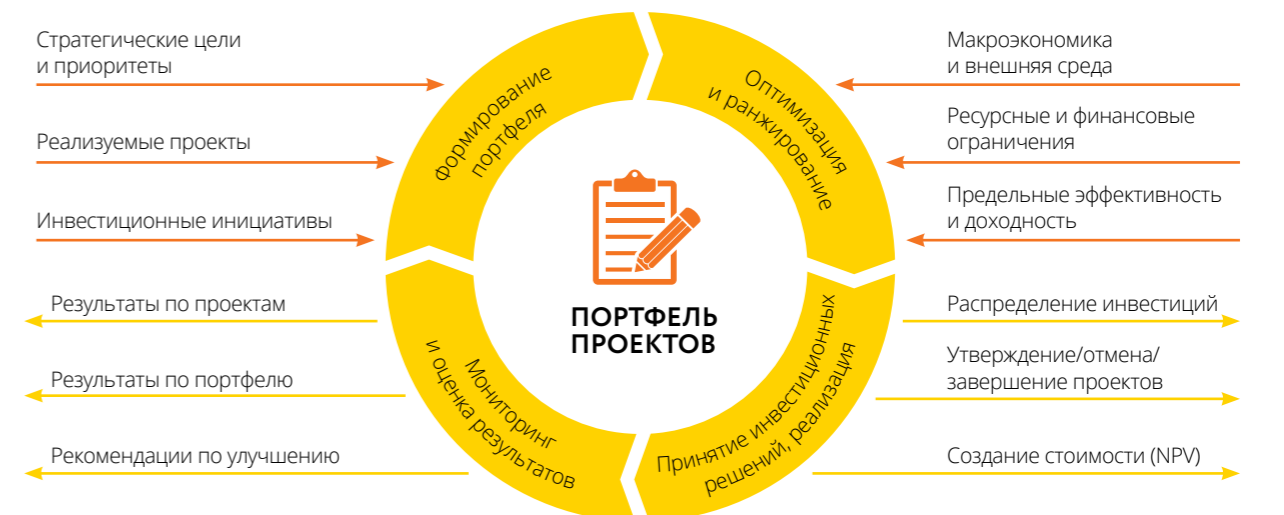 Стратегические цели
и приоритеты
Реализуемые проекты
Инвестиционные инициативы
Результаты по проектам
Результаты по портфелю
Рекомендации по улучшению
Формирование
портфеля
Оптимизация
и ранжирование
ПОРТФЕЛЬ
ПРОЕКТОВ
Мониторинг
и оценка результатов
Принятие инвестиционных
решений, реализация
Макроэкономика
и внешняя среда
Ресурсные и финансовые
ограничения
Предельные эффективность
и доходность
Распределение инвестиций
Утверждение/отмена/
завершение проектов
Создание стоимости (NPV)